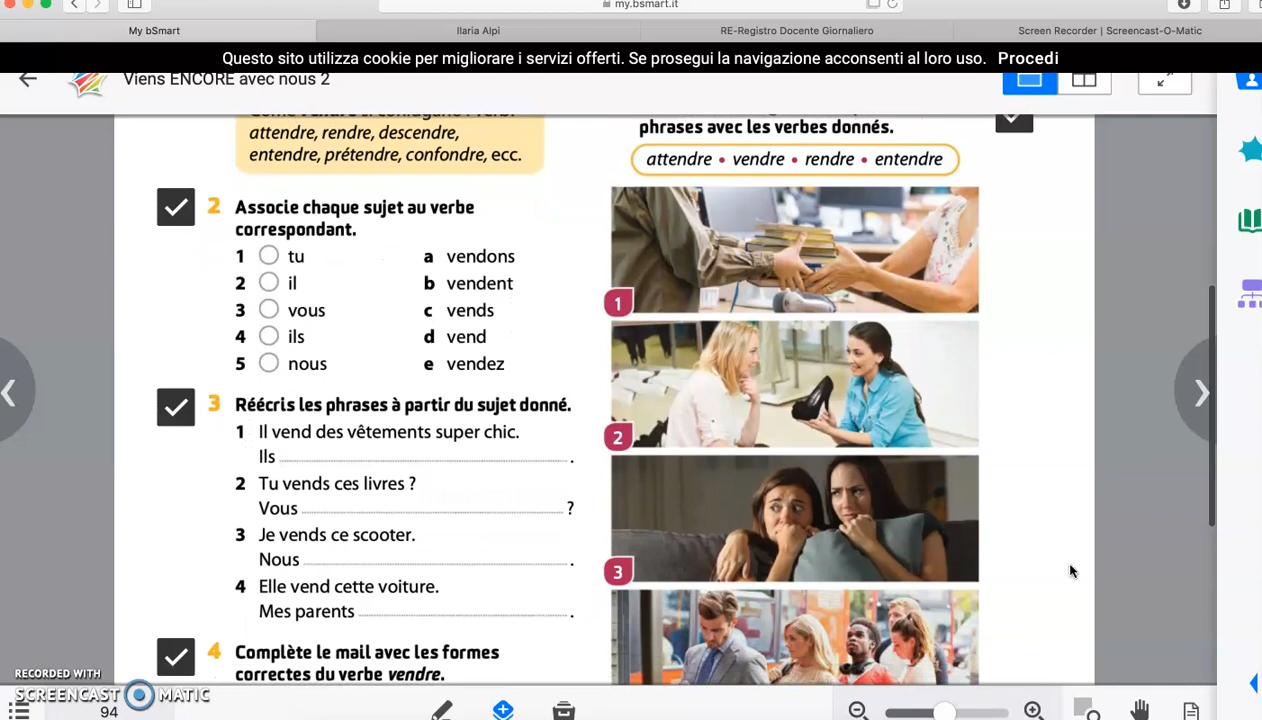 my.bsmart.it
My bSmart
Ilaria Alpi
RE-Registro Docente Giornaliero
Screen Recorder | Screencast-O-Matic
Questo sito utilizza cookie per migliorare i servizi offerti. Se prosegui la navigazione acconsenti al loro uso. Procedi
Viens ENCORE avec nous 2
attendre, rendre, descendre,
entendre, prétendre, confondre, ecc.
2 Associe chaque sujet au verbe
correspondant.
1 tu a vendons
2 il b vendent
3 vous c vends
4 ils d vend
5 nous e vendez
3 Réécris les phrases à partir du sujet donné.
1 Il vend des vêtements super chic.
Ils .
2 Tu vends ces livres ?
Vous ?
3 Je vends ce scooter.
Nous .
4 Elle vend cette voiture.
Mes parents .
4 Complète le mail avec les formes
correctes du verbe vendre.
phrases avec les verbes donnés.
attendre • vendre • rendre • entendre
1
2
3
RECORDED WITH
SCREENCAST MATIC
94